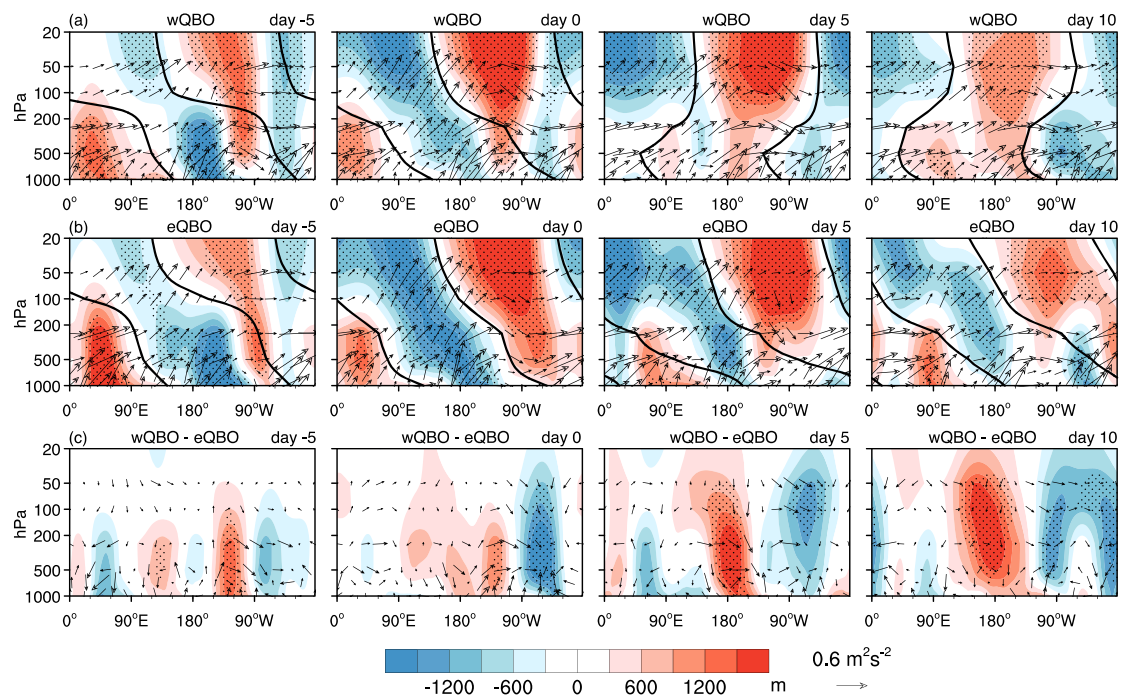 (a) wQBO day -5 wQBO day 0 wQBO day 5 wQBO day 10
20
50
100
200
500
1000
hPa
0° 90°E 180° 90°W 0° 90°E 180° 90°W 0° 90°E 180° 90°W 0° 90°E 180° 90°W
(b) eQBO day -5 eQBO day 0 eQBO day 5 eQBO day 10
20
50
100
200
500
1000
hPa
0° 90°E 180° 90°W 0° 90°E 180° 90°W 0° 90°E 180° 90°W 0° 90°E 180° 90°W
(c) wQBO - eQBO day -5 wQBO - eQBO day 0 wQBO - eQBO day 5 wQBO - eQBO day 10
20
50
100
200
500
1000
hPa
0° 90°E 180° 90°W 0° 90°E 180° 90°W 0° 90°E 180° 90°W 0° 90°E 180° 90°W
-1200 -600 0 600 1200 m
0.6 m²s⁻²